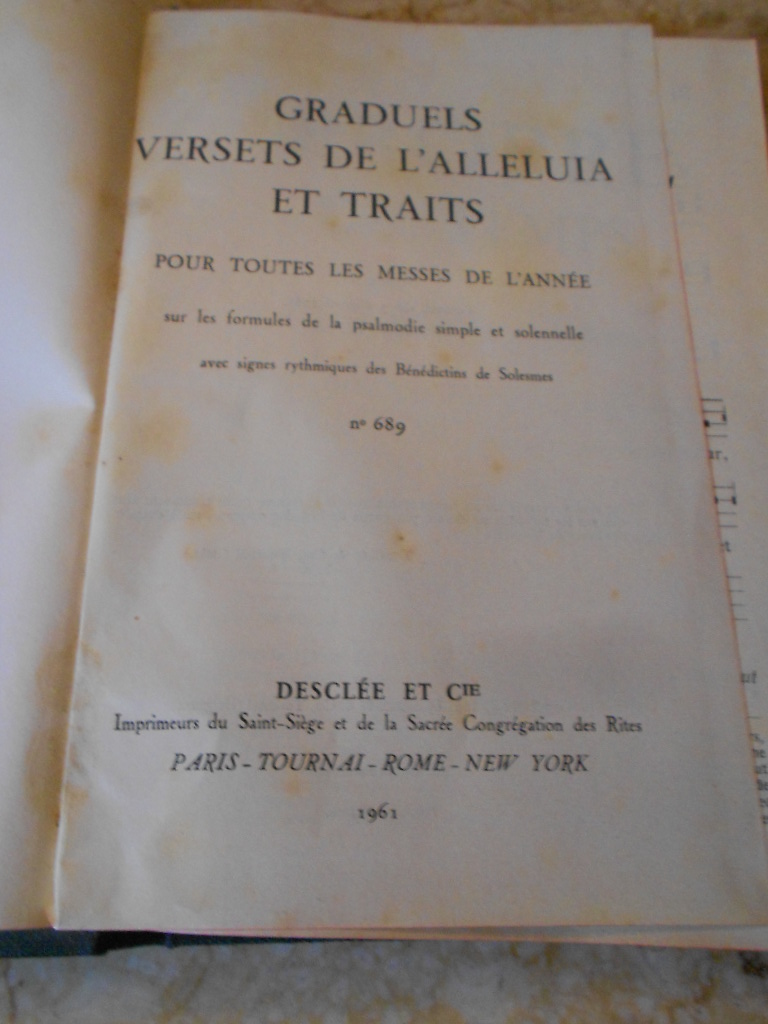 GRADUELS
VERSETS DE L'ALLELUIA
ET TRAITS
POUR TOUTES LES MESSES DE L'ANNÉE
sur les formules de la psalmodie simple et solennelle
avec signes rythmiques des Bénédictins de Solesmes
nº 689
DESCLÉE ET CIE
Imprimeurs du Saint-Siège et de la Sacrée Congrégation des Rites
PARIS - TOURNAI - ROME - NEW YORK
1961